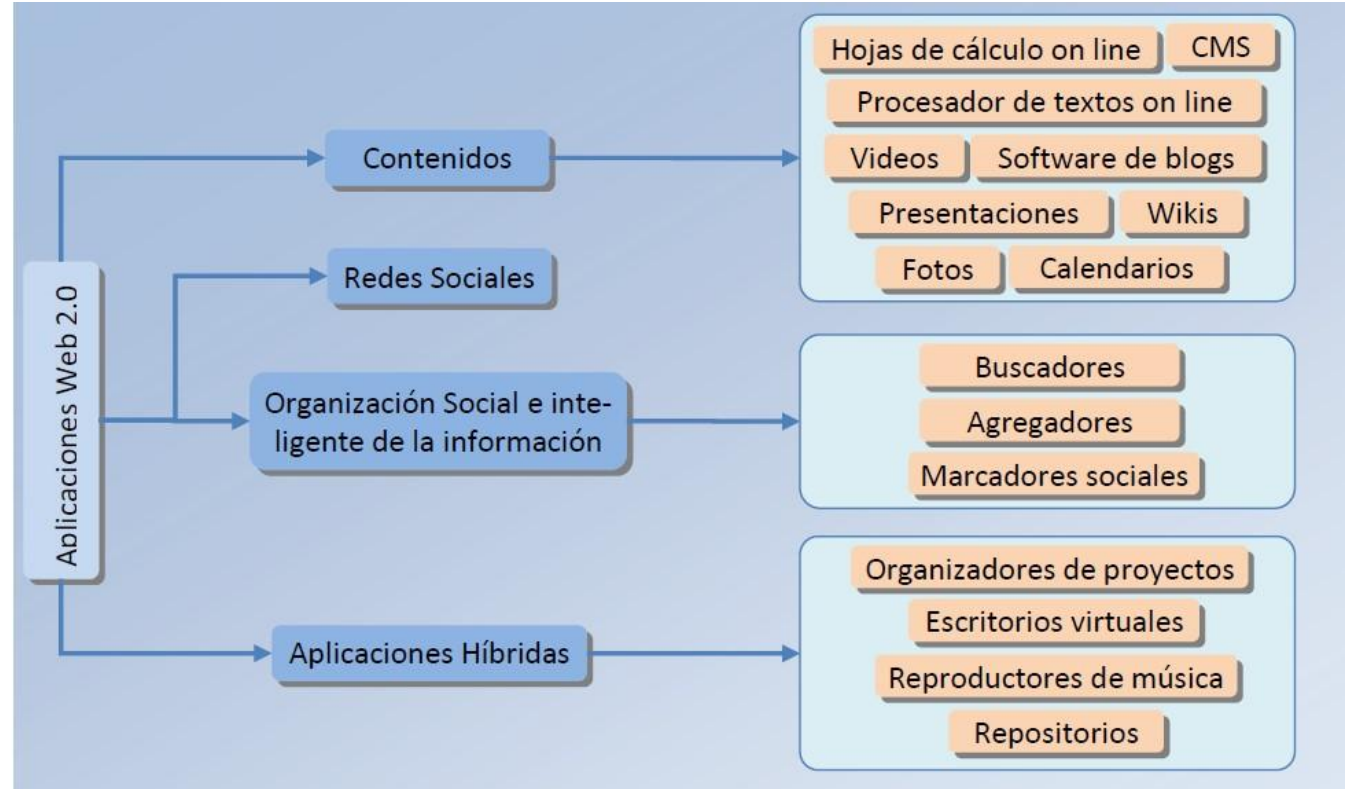 Aplicaciones Web 2.0
Contenidos
Hojas de cálculo on line
CMS
Procesador de textos on line
Videos
Software de blogs
Presentaciones
Wikis
Fotos
Calendarios
Redes Sociales
Organización Social e inte-
ligente de la información
Buscadores
Agregadores
Marcadores sociales
Aplicaciones Híbridas
Organizadores de proyectos
Escritorios virtuales
Reproductores de música
Repositorios